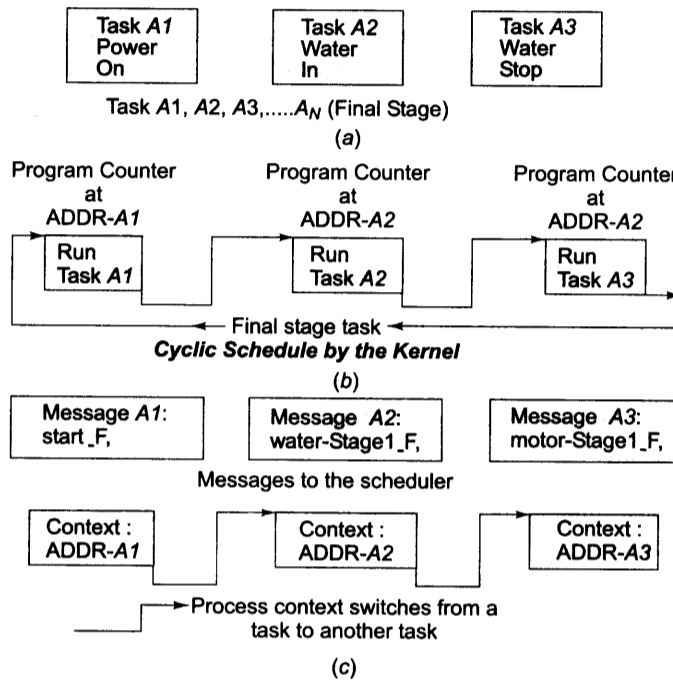 Task A1
Power
On
Task A2
Water
In
Task A3
Water
Stop
Task A1, A2, A3,.....A_N (Final Stage)
(a)
Program Counter
at
ADDR-A1
Program Counter
at
ADDR-A2
Program Counter
at
ADDR-A2
Run
Task A1
Run
Task A2
Run
Task A3
Final stage task
Cyclic Schedule by the Kernel
(b)
Message A1:
start_F,
Message A2:
water-Stage1_F,
Message A3:
motor-Stage1_F,
Messages to the scheduler
Context :
ADDR-A1
Context :
ADDR-A2
Context :
ADDR-A3
Process context switches from a
task to another task
(c)